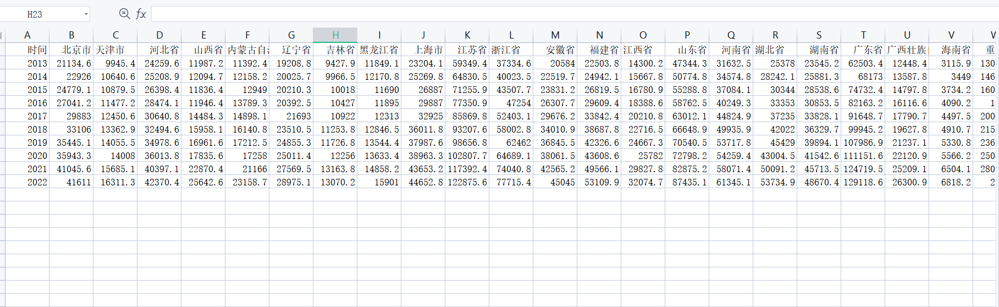 H23 fx
A B C D E F G H I J K L M N O P Q R S T U V
时间 北京市 天津市 河北省 山西省 内蒙古自 辽宁省 吉林省 黑龙江省 上海市 江苏省 浙江省 安徽省 福建省 江西省 山东省 河南省 湖北省 湖南省 广东省 广西壮族 海南省 重
2013 21134.6 9945.4 24259.6 11987.2 11392.4 19208.8 9427.9 11849.1 23204.1 59349.4 37334.6 20584 22503.8 14300.2 47344.3 31632.5 25378 23545.2 62503.4 12448.4 3115.9 130
2014 22926 10640.6 25208.9 12094.7 12158.2 20025.7 9966.5 12170.8 25269.8 64830.5 40023.5 22519.7 24942.1 15667.8 50774.8 34574.8 28242.1 25881.3 68173 13587.8 3449 146
2015 24779.1 10879.5 26398.4 11836.4 12949 20210.3 10018 11690 26887 71255.9 43507.7 23831.2 26819.5 16780.9 55288.8 37084.1 30344 28538.6 74732.4 14797.8 3734.2 160
2016 27041.2 11477.2 28474.1 11946.4 13789.3 20392.5 10427 11895 29887 77350.9 47254 26307.7 29609.4 18388.6 58762.5 40249.3 33353 30853.5 82163.2 16116.6 4090.2 1
2017 29883 12450.6 30640.8 14484.3 14898.1 21693 10922 12313 32925 85869.8 52403.1 29676.2 33842.4 20210.8 63012.1 44824.9 37235 33828.1 91648.7 17790.7 4497.5 200
2018 33106 13362.9 32494.6 15958.1 16140.8 23510.5 11253.8 12846.5 36011.8 93207.6 58002.8 34010.9 38687.8 22716.5 66648.9 49935.9 42022 36329.7 99945.2 19627.8 4910.7 215
2019 35445.1 14055.5 34978.6 16961.6 17212.5 24855.3 11726.8 13544.4 37987.6 98656.8 62462 36845.5 42326.6 24667.3 70540.5 53717.8 45429 39894.1 107986.9 21237.1 5330.8 236
2020 35943.3 14008 36013.8 17835.6 17258 25011.4 12256 13633.4 38963.3 102807.7 64689.1 38061.5 43608.6 25782 72798.2 54259.4 43004.5 41542.6 111151.6 22120.9 5566.2 250
2021 41045.6 15685.1 40397.1 22870.4 21166 27569.5 13163.8 14858.2 43653.2 117392.4 74040.8 42565.2 49566.1 29827.8 82875.2 58071.4 50091.2 45713.5 124719.5 25209.1 6504.1 280
2022 41611 16311.3 42370.4 25642.6 23158.7 28975.1 13070.2 15901 44652.8 122875.6 77715.4 45045 53109.9 32074.7 87435.1 61345.1 53734.9 48670.4 129118.6 26300.9 6818.2 2